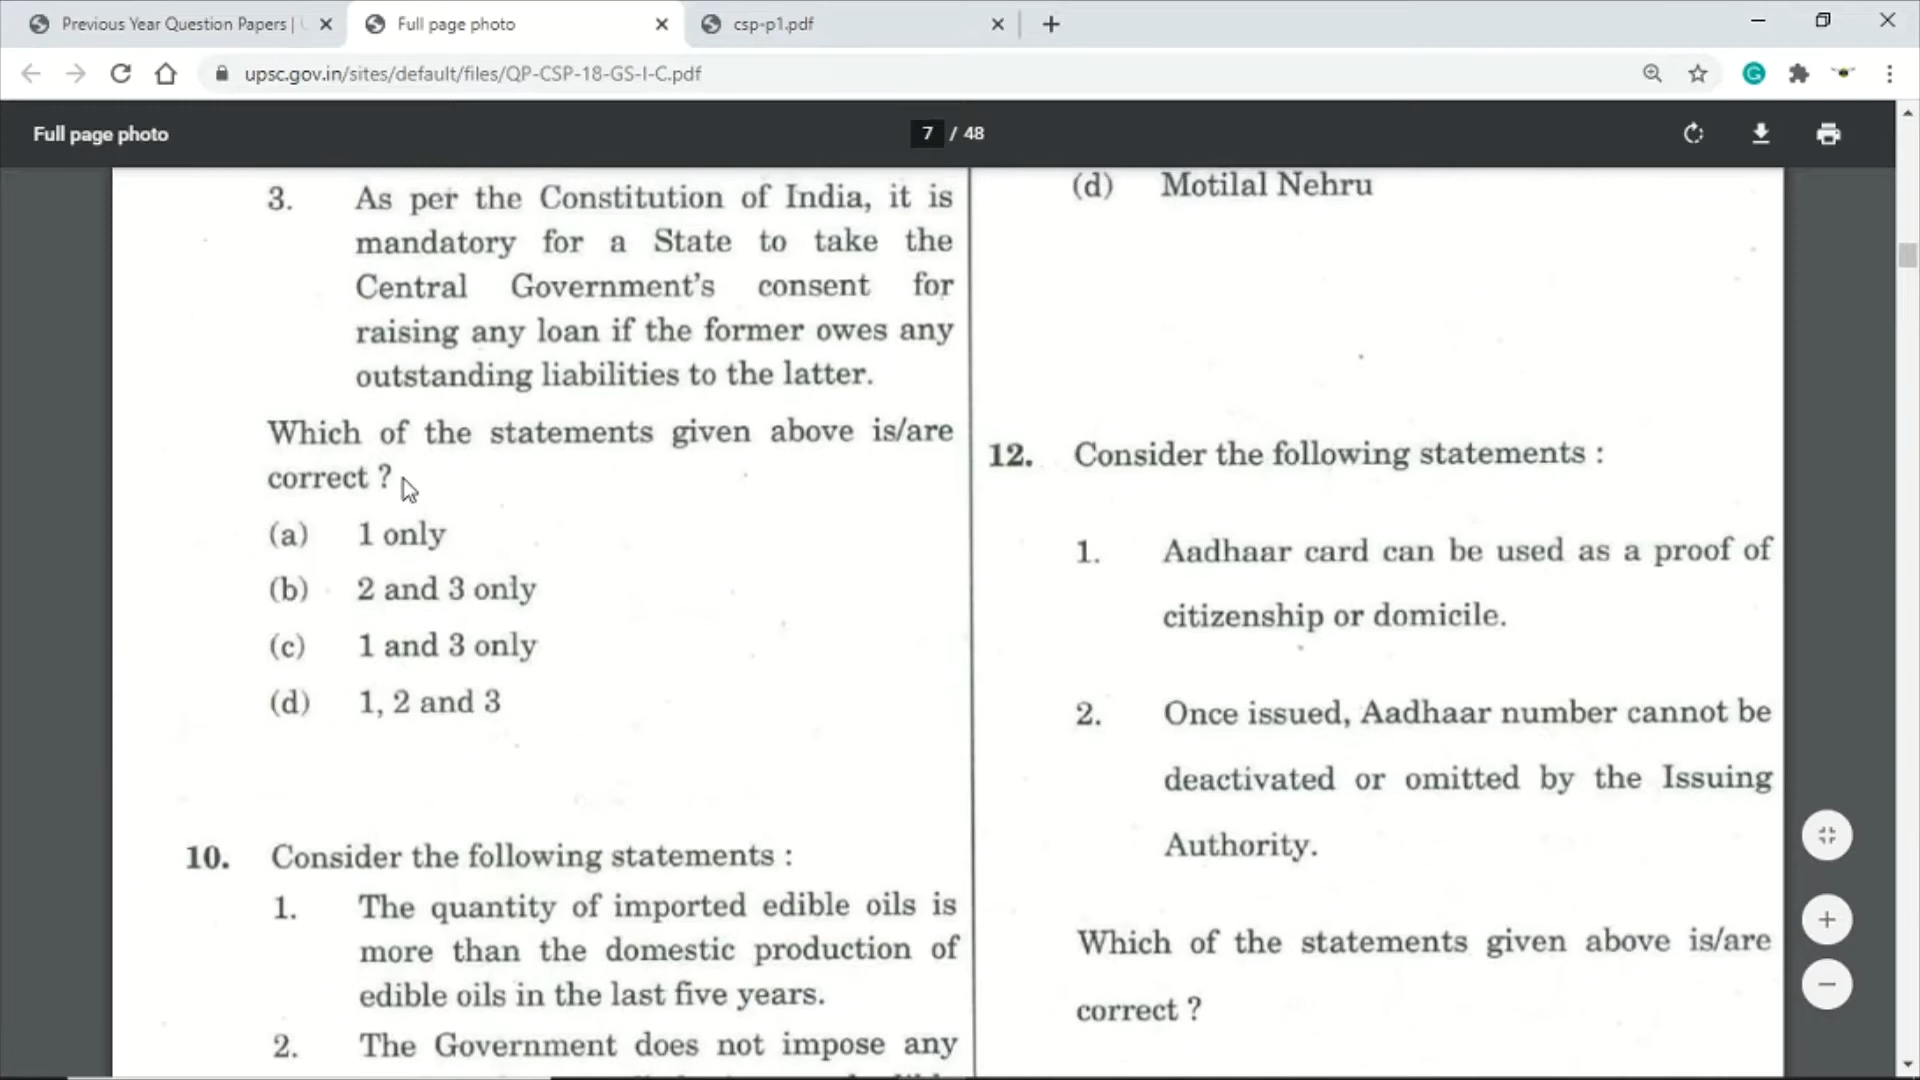 Previous Year Question Papers |
Full page photo
csp-p1.pdf
upsc.gov.in/sites/default/files/QP-CSP-18-GS-I-C.pdf
Full page photo
7 / 48
3. As per the Constitution of India, it is
mandatory for a State to take the
Central Government's consent for
raising any loan if the former owes any
outstanding liabilities to the latter.
Which of the statements given above is/are
correct ?
(a) 1 only
(b) 2 and 3 only
(c) 1 and 3 only
(d) 1, 2 and 3
10. Consider the following statements :
1. The quantity of imported edible oils is
more than the domestic production of
edible oils in the last five years.
2. The Government does not impose any
(d) Motilal Nehru
12. Consider the following statements :
1. Aadhaar card can be used as a proof of
citizenship or domicile.
2. Once issued, Aadhaar number cannot be
deactivated or omitted by the Issuing
Authority.
Which of the statements given above is/are
correct ?